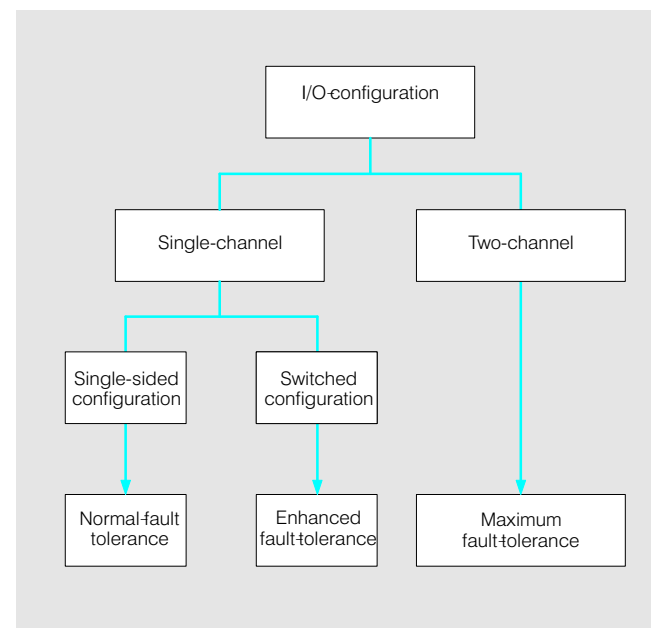 I/O-configuration
Single-channel
Two-channel
Single-sided
configuration
Switched
configuration
Normal-fault
tolerance
Enhanced
fault-tolerance
Maximum
fault-tolerance